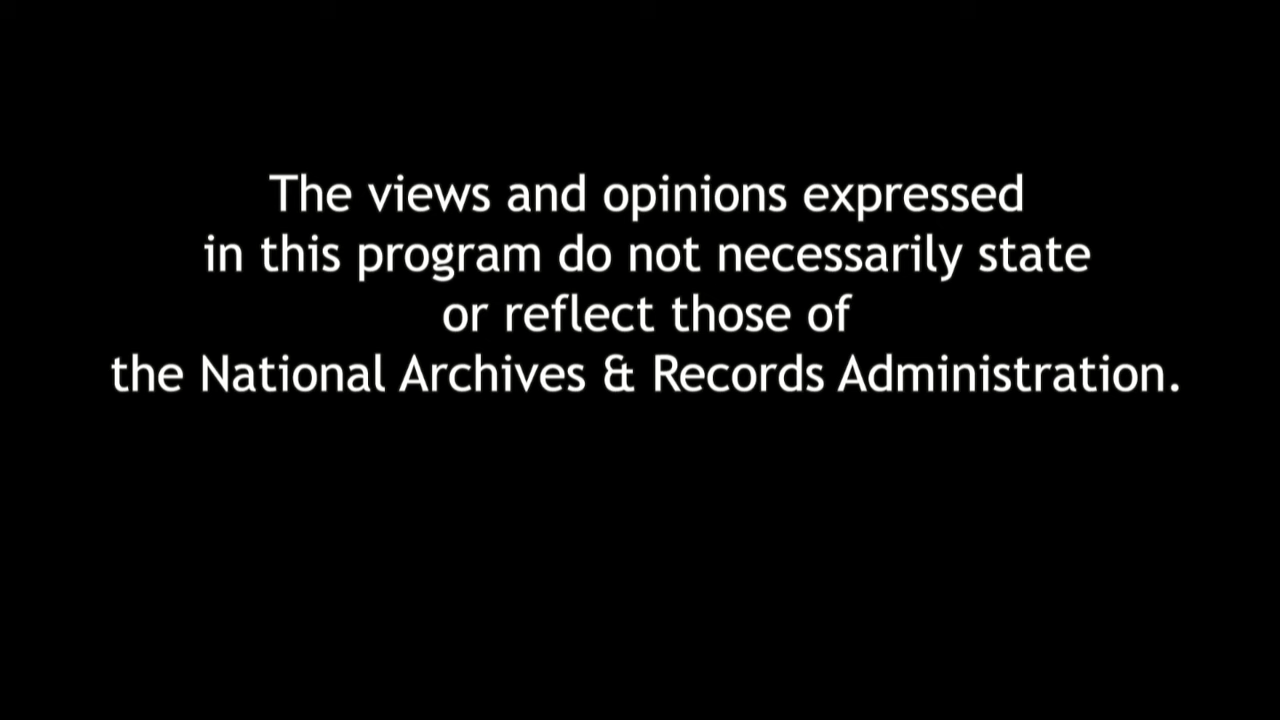 The views and opinions expressed
in this program do not necessarily state
or reflect those of
the National Archives & Records Administration.